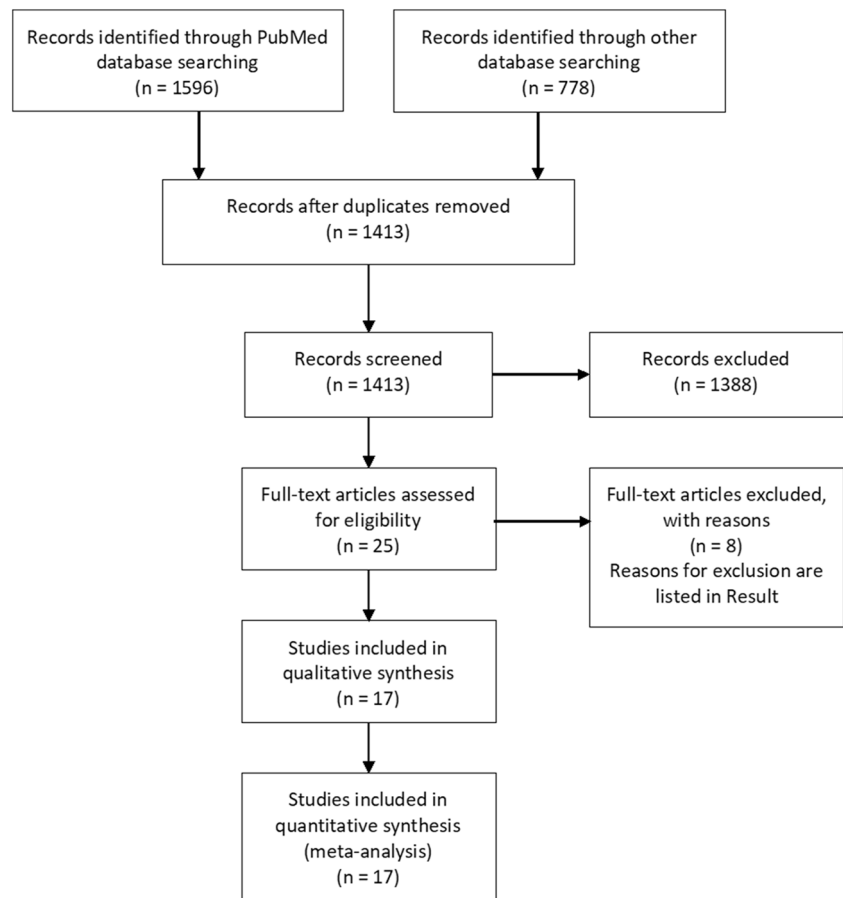 Records identified through PubMed
database searching
(n = 1596)
Records identified through other
database searching
(n = 778)
Records after duplicates removed
(n = 1413)
Records screened
(n = 1413)
Records excluded
(n = 1388)
Full-text articles assessed
for eligibility
(n = 25)
Full-text articles excluded,
with reasons
(n = 8)
Reasons for exclusion are
listed in Result
Studies included in
qualitative synthesis
(n = 17)
Studies included in
quantitative synthesis
(meta-analysis)
(n = 17)